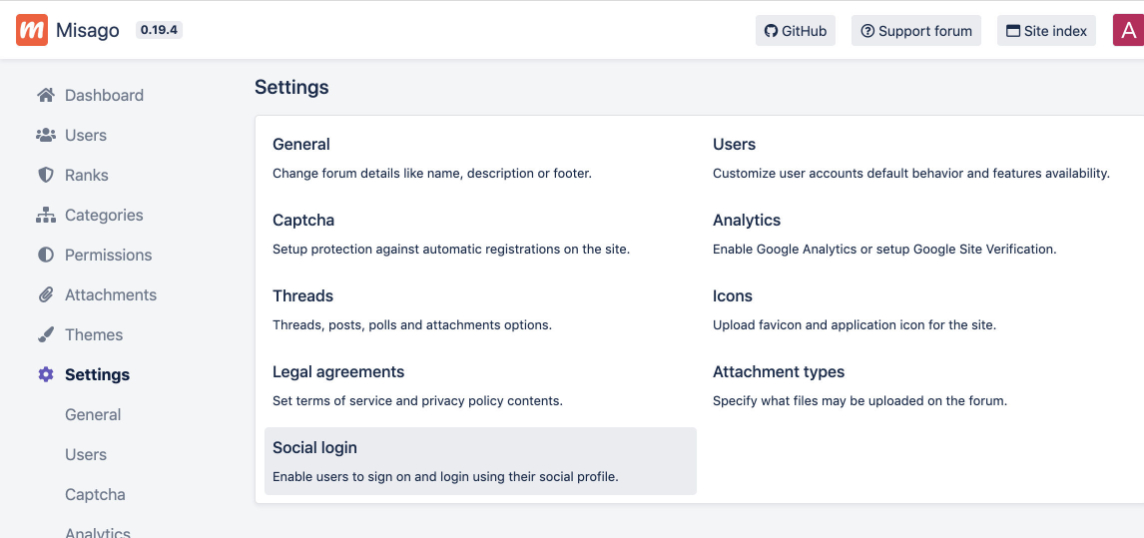 m Misago 0.19.4 GitHub Support forum Site index A
Dashboard
Users
Ranks
Categories
Permissions
Attachments
Themes
Settings
General
Users
Captcha
Analytics
Settings
General
Change forum details like name, description or footer.
Users
Customize user accounts default behavior and features availability.
Captcha
Setup protection against automatic registrations on the site.
Analytics
Enable Google Analytics or setup Google Site Verification.
Threads
Threads, posts, polls and attachments options.
Icons
Upload favicon and application icon for the site.
Legal agreements
Set terms of service and privacy policy contents.
Attachment types
Specify what files may be uploaded on the forum.
Social login
Enable users to sign on and login using their social profile.